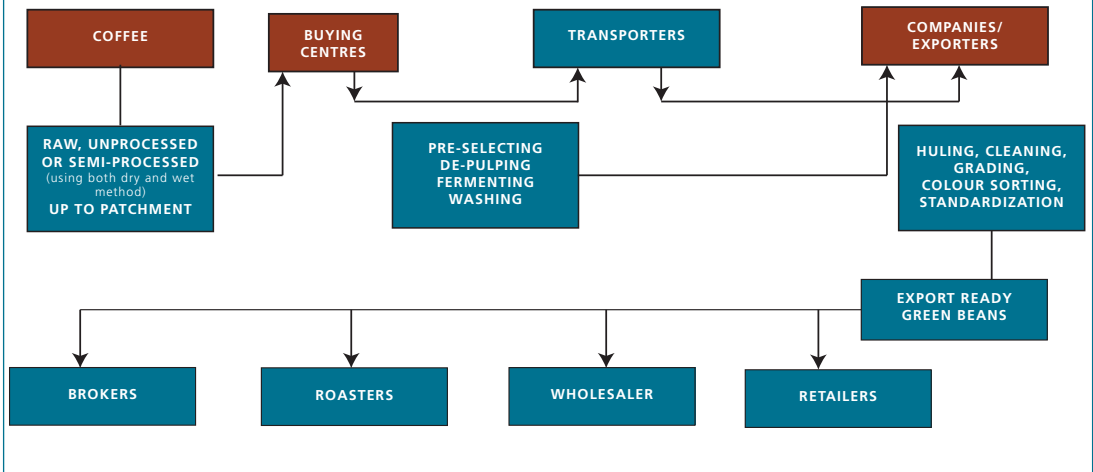 COFFEE
BUYING
CENTRES
TRANSPORTERS
COMPANIES/
EXPORTERS
RAW, UNPROCESSED
OR SEMI-PROCESSED
(using both dry and wet
method)
UP TO PATCHMENT
PRE-SELECTING
DE-PULPING
FERMENTING
WASHING
HULING, CLEANING,
GRADING,
COLOUR SORTING,
STANDARDIZATION
EXPORT READY
GREEN BEANS
BROKERS
ROASTERS
WHOLESALER
RETAILERS